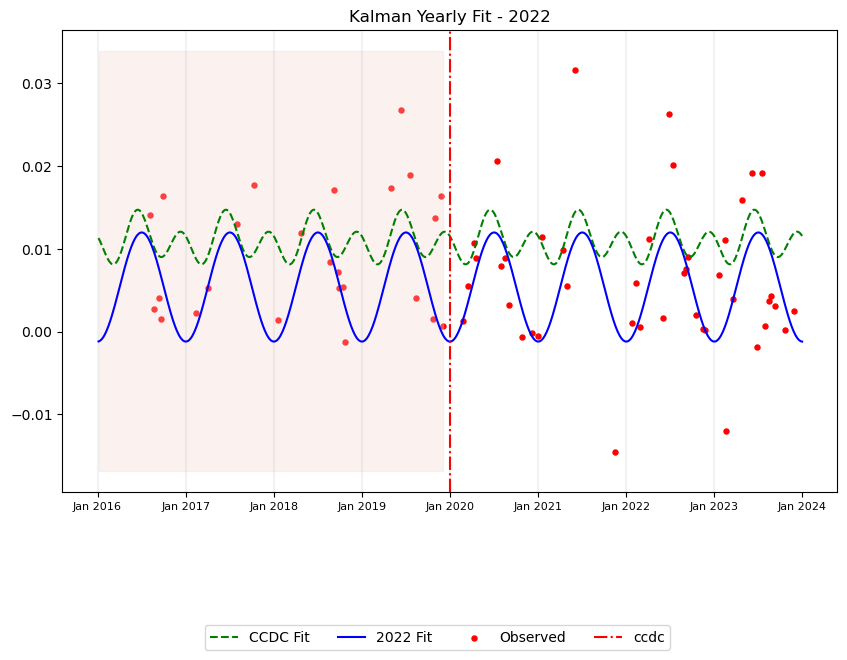 Kalman Yearly Fit - 2022
0.03
0.02
0.01
0.00
−0.01
Jan 2016 Jan 2017 Jan 2018 Jan 2019 Jan 2020 Jan 2021 Jan 2022 Jan 2023 Jan 2024
CCDC Fit 2022 Fit Observed ccdc